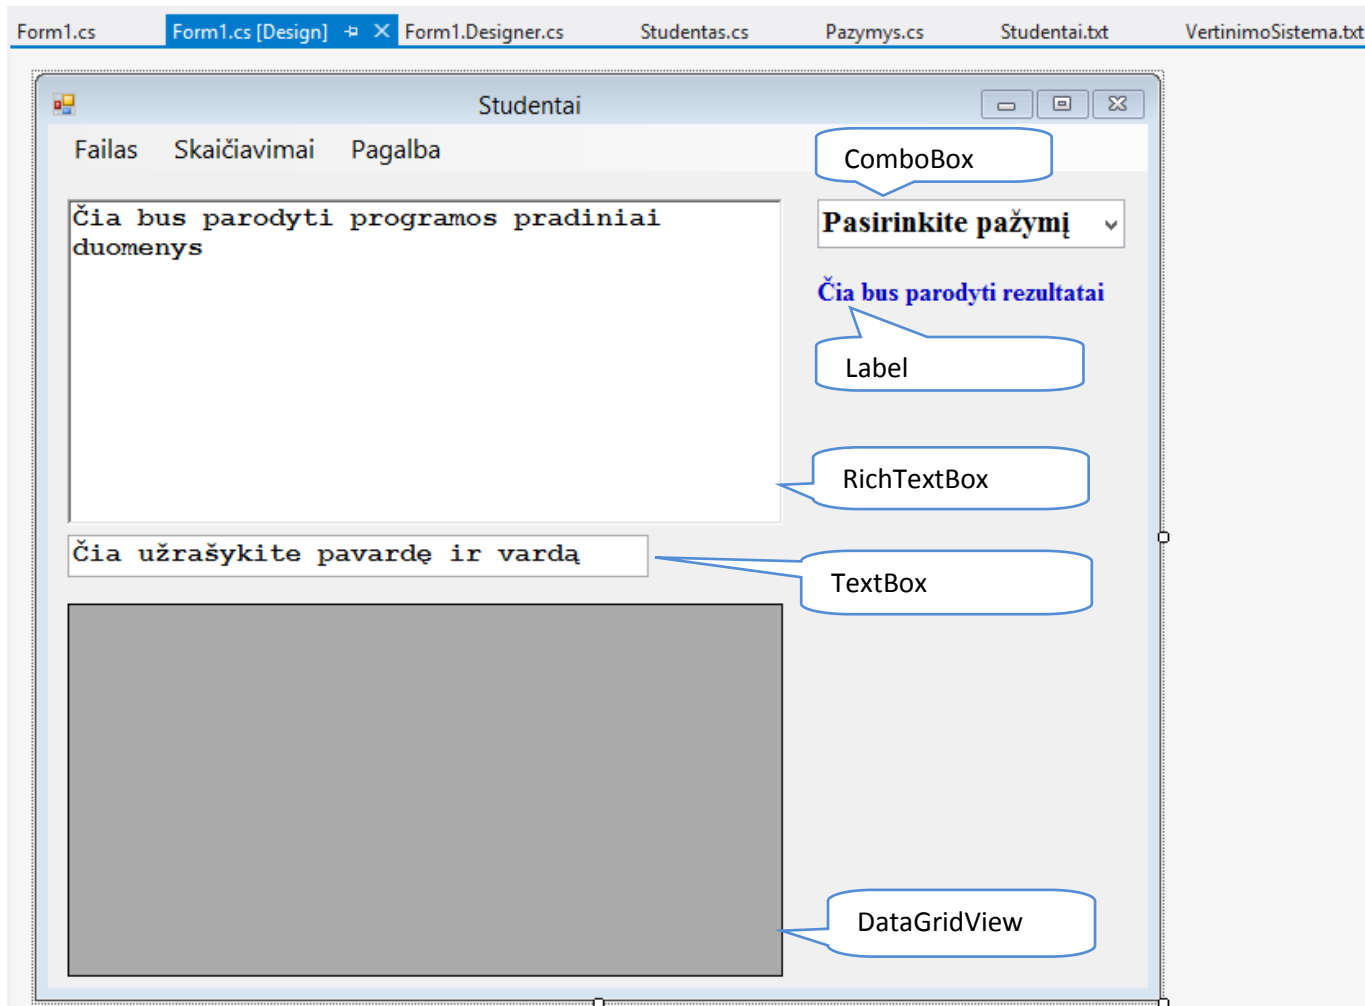 Form1.cs Form1.cs [Design] Form1.Designer.cs Studentas.cs Pazymys.cs Studentai.txt VertinimoSistema.txt
Studentai
Failas Skaičiavimai Pagalba
ComboBox
Čia bus parodyti programos pradiniai
duomenys
Pasirinkite pažymį
Čia bus parodyti rezultatai
Label
RichTextBox
Čia užrašykite pavardę ir vardą
TextBox
DataGridView